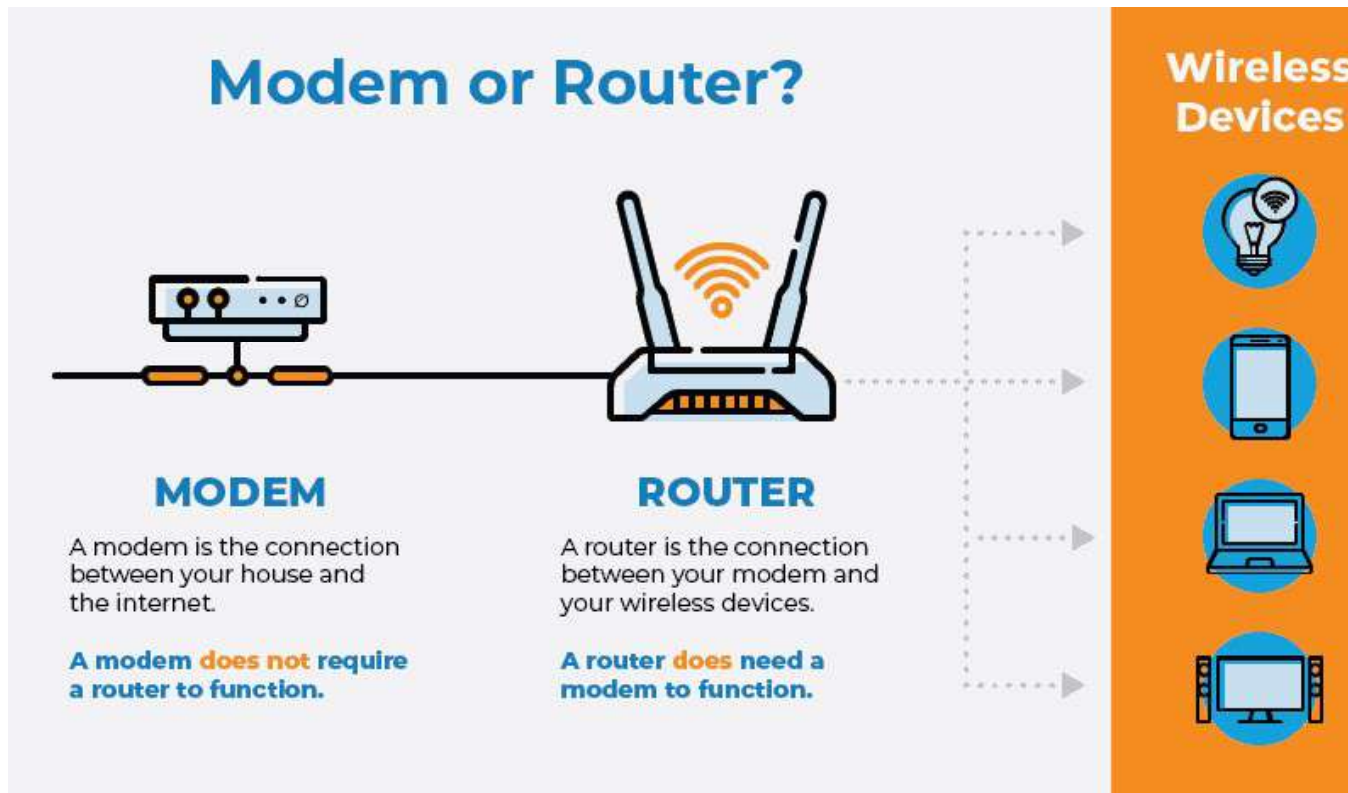 Modem or Router?
MODEM
A modem is the connection
between your house and
the internet.
A modem does not require
a router to function.
ROUTER
A router is the connection
between your modem and
your wireless devices.
A router does need a
modem to function.
Wireless
Devices